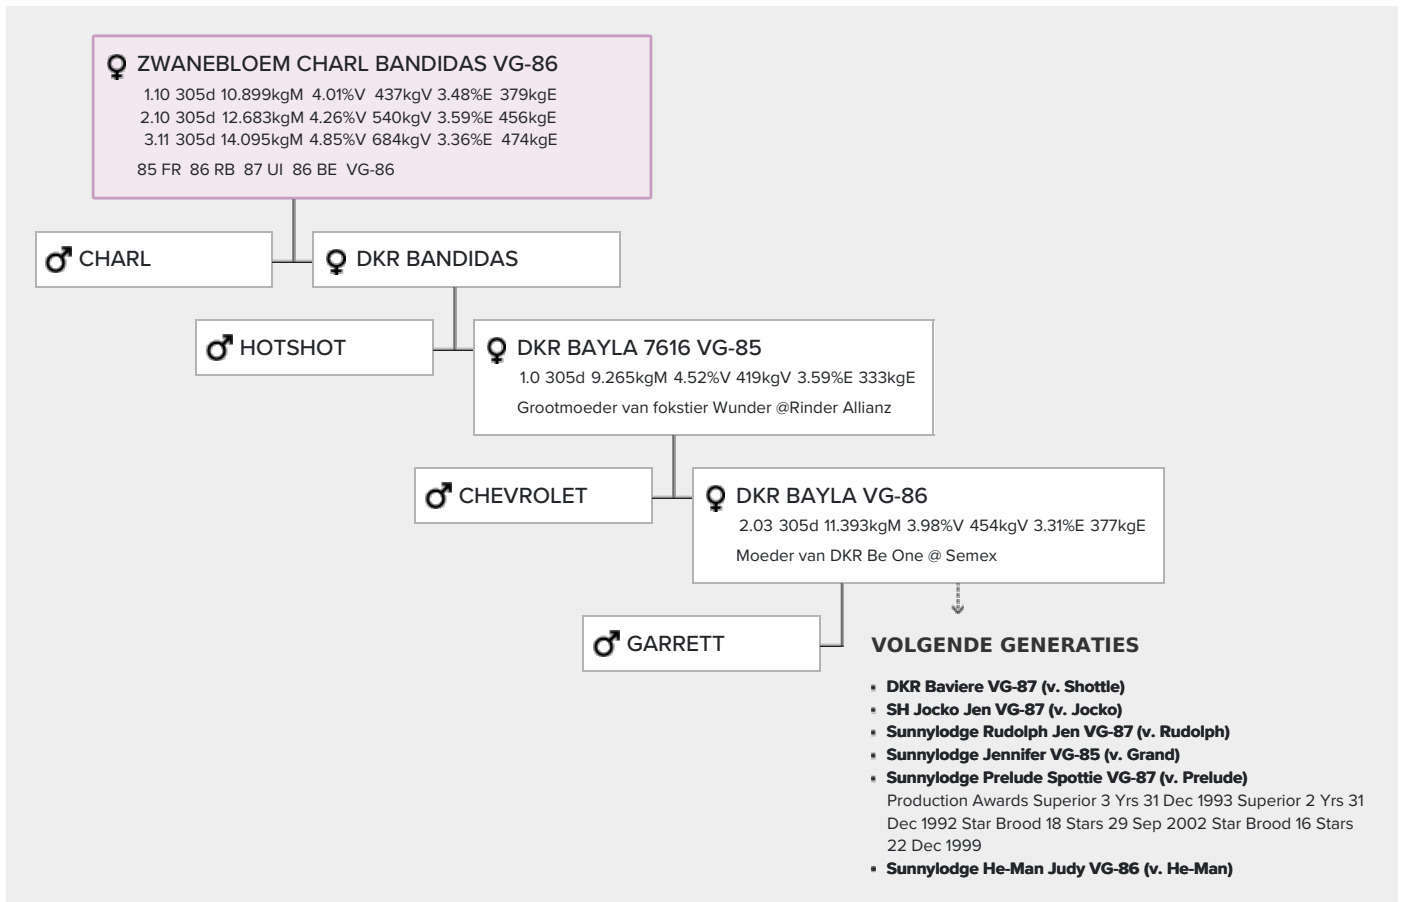 ZWANEBLOEM CHARL BANDIDAS VG-86
1.10 305d 10.899kgM 4.01%V 437kgV 3.48%E 379kgE
2.10 305d 12.683kgM 4.26%V 540kgV 3.59%E 456kgE
3.11 305d 14.095kgM 4.85%V 684kgV 3.36%E 474kgE
85 FR 86 RB 87 UI 86 BE VG-86
CHARL
DKR BANDIDAS
HOTSHOT
DKR BAYLA 7616 VG-85
1.0 305d 9.265kgM 4.52%V 419kgV 3.59%E 333kgE
Grootmoeder van fokstier Wunder @Rinder Allianz
CHEVROLET
DKR BAYLA VG-86
2.03 305d 11.393kgM 3.98%V 454kgV 3.31%E 377kgE
Moeder van DKR Be One @ Semex
GARRETT
VOLGENDE GENERATIES
▪ DKR Baviere VG-87 (v. Shottle)
▪ SH Jocko Jen VG-87 (v. Jocko)
▪ Sunnylodge Rudolph Jen VG-87 (v. Rudolph)
▪ Sunnylodge Jennifer VG-85 (v. Grand)
▪ Sunnylodge Prelude Spottie VG-87 (v. Prelude)
Production Awards Superior 3 Yrs 31 Dec 1993 Superior 2 Yrs 31
Dec 1992 Star Brood 18 Stars 29 Sep 2002 Star Brood 16 Stars
22 Dec 1999
▪ Sunnylodge He-Man Judy VG-86 (v. He-Man)